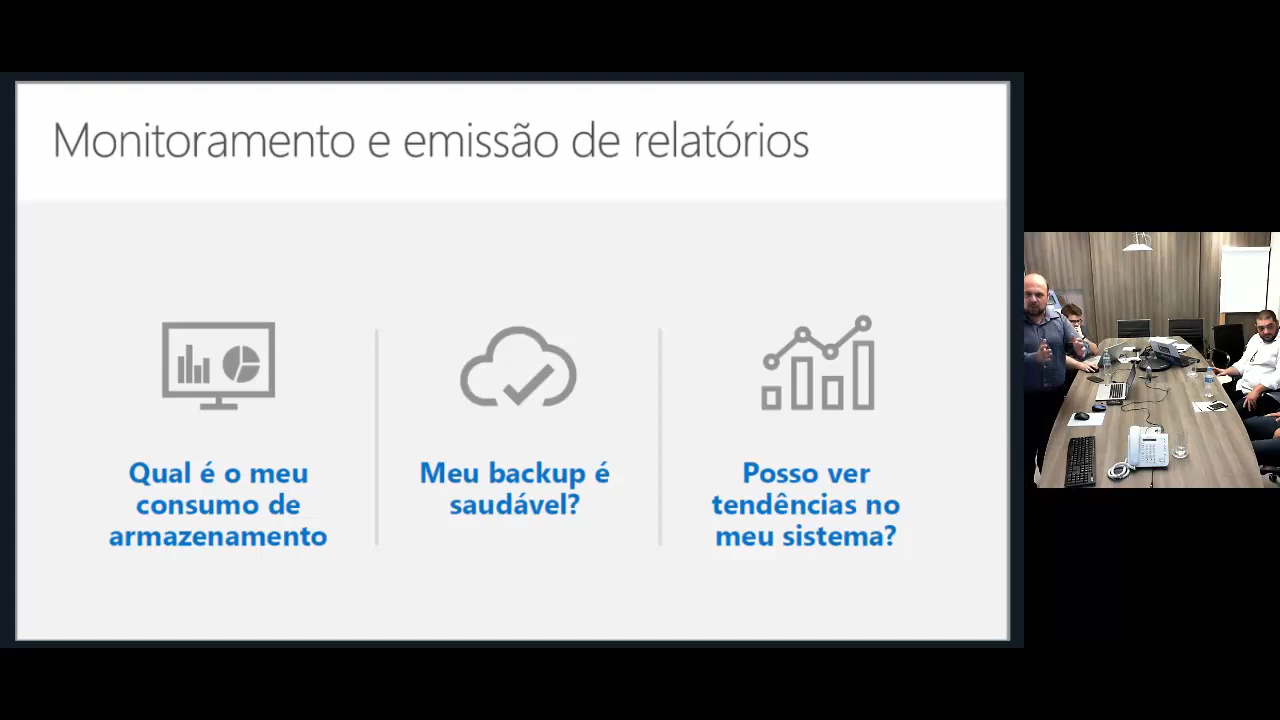 Monitoramento e emissão de relatórios
Qual é o meu
consumo de
armazenamento
Meu backup é
saudável?
Posso ver
tendências no
meu sistema?